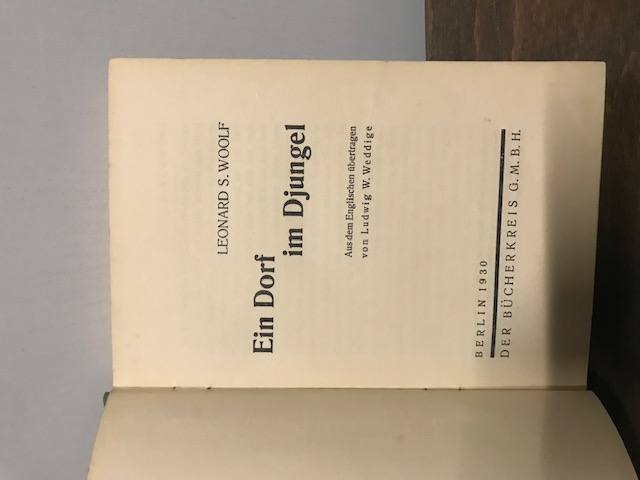 LEONARD S. WOOLF
Ein Dorf
im Djungel
Aus dem Englischen übertragen
von Ludwig W. Weddige
BERLIN 1930
DER BÜCHERKREIS G. M. B. H.